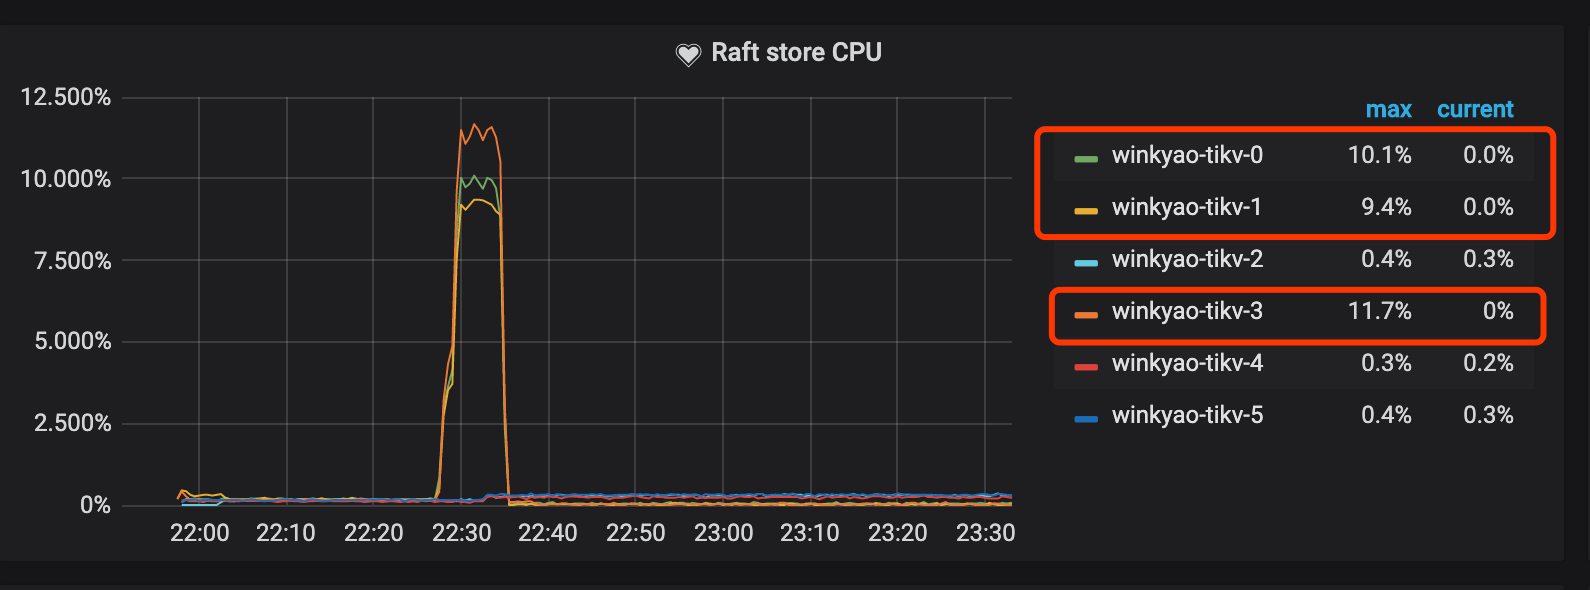 Raft store CPU
12.500%
10.000%
7.500%
5.000%
2.500%
0%
22:00 22:10 22:20 22:30 22:40 22:50 23:00 23:10 23:20 23:30
max current
winkyao-tikv-0 10.1% 0.0%
winkyao-tikv-1 9.4% 0.0%
winkyao-tikv-2 0.4% 0.3%
winkyao-tikv-3 11.7% 0%
winkyao-tikv-4 0.3% 0.2%
winkyao-tikv-5 0.4% 0.3%